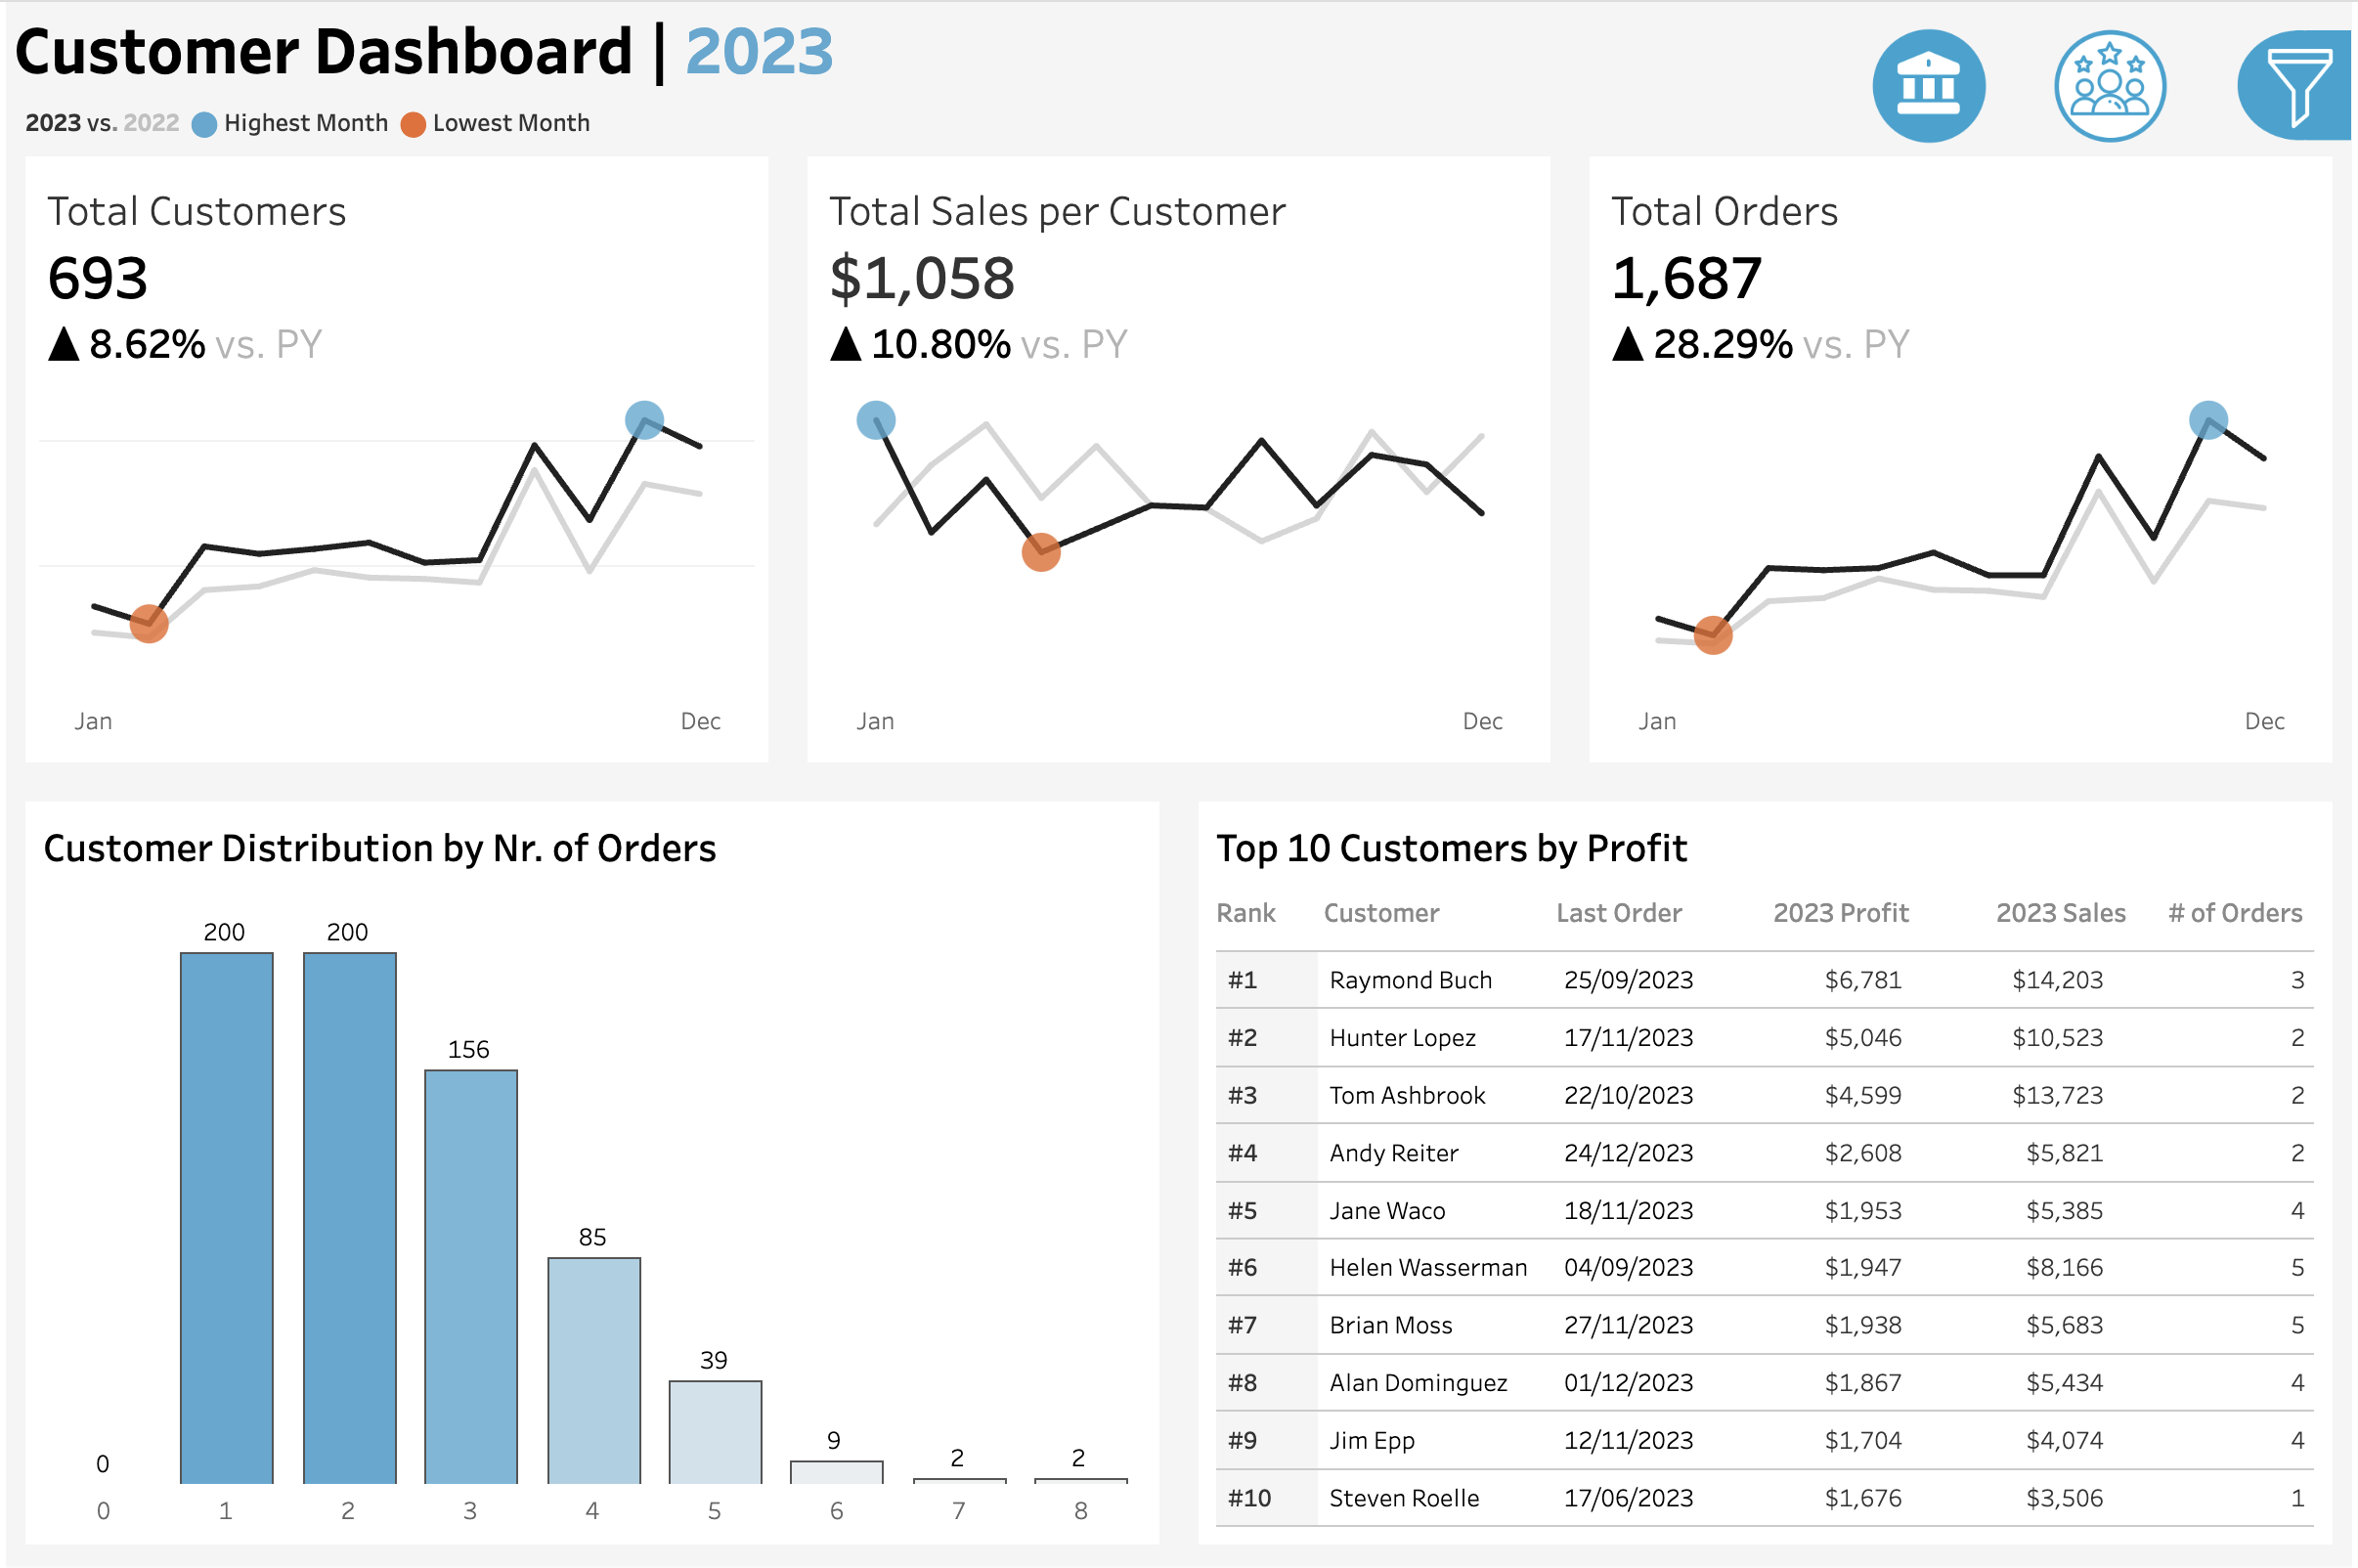 Customer Dashboard | 2023
2023 vs. 2022 Highest Month Lowest Month
Total Customers
693
▲ 8.62% vs. PY
Jan Dec
Total Sales per Customer
$1,058
▲ 10.80% vs. PY
Jan Dec
Total Orders
1,687
▲ 28.29% vs. PY
Jan Dec
Customer Distribution by Nr. of Orders
0 200 200 156 85 39 9 2 2
0 1 2 3 4 5 6 7 8
Top 10 Customers by Profit
Rank Customer Last Order 2023 Profit 2023 Sales # of Orders
#1 Raymond Buch 25/09/2023 $6,781 $14,203 3
#2 Hunter Lopez 17/11/2023 $5,046 $10,523 2
#3 Tom Ashbrook 22/10/2023 $4,599 $13,723 2
#4 Andy Reiter 24/12/2023 $2,608 $5,821 2
#5 Jane Waco 18/11/2023 $1,953 $5,385 4
#6 Helen Wasserman 04/09/2023 $1,947 $8,166 5
#7 Brian Moss 27/11/2023 $1,938 $5,683 5
#8 Alan Dominguez 01/12/2023 $1,867 $5,434 4
#9 Jim Epp 12/11/2023 $1,704 $4,074 4
#10 Steven Roelle 17/06/2023 $1,676 $3,506 1